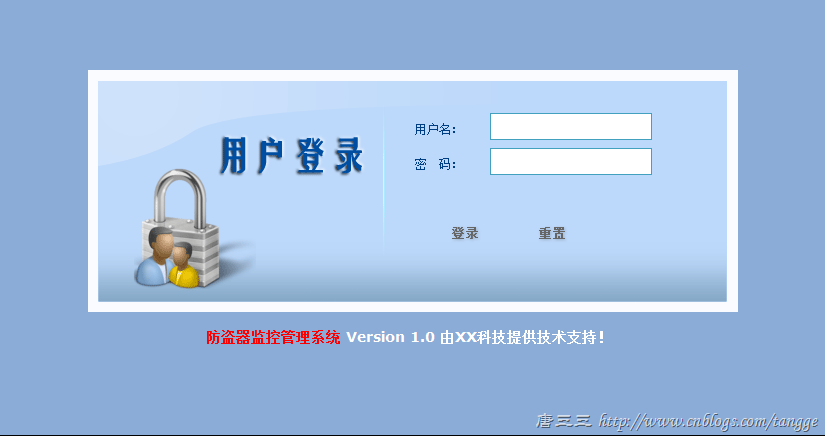 用户登录
用户名：
密 码：
登录 重置
防盗器监控管理系统 Version 1.0 由XX科技提供技术支持！
唐三三 http://www.cnblogs.com/tangge